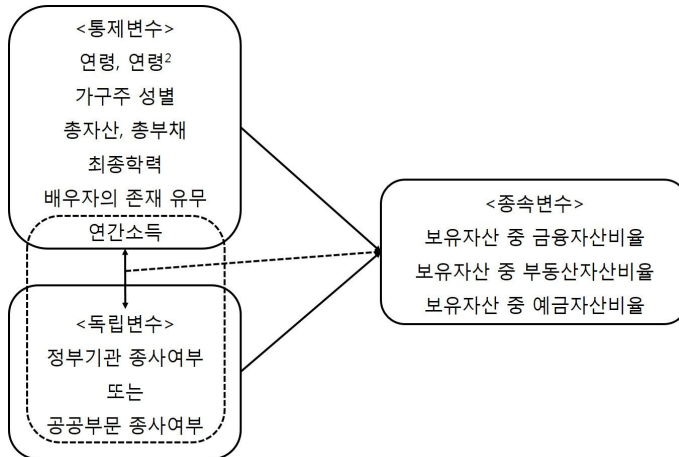 <통제변수>
연령, 연령²
가구주 성별
총자산, 총부채
최종학력
배우자의 존재 유무
연간소득
<독립변수>
정부기관 종사여부
또는
공공부문 종사여부
<종속변수>
보유자산 중 금융자산비율
보유자산 중 부동산자산비율
보유자산 중 예금자산비율